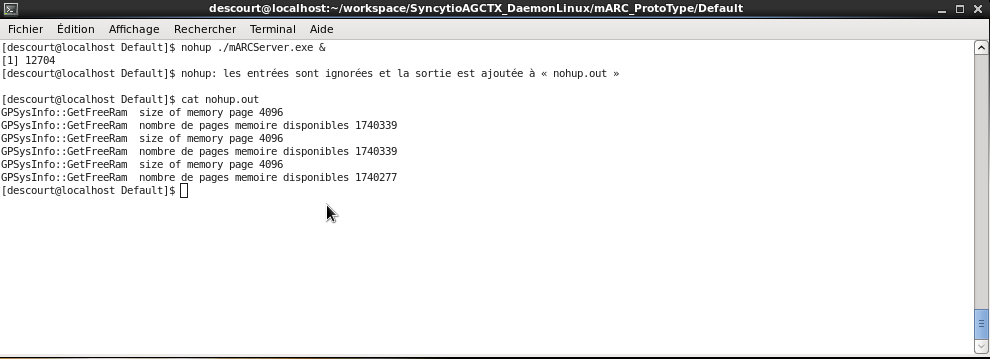 descourt@localhost:~/workspace/SyncytioAGCTX_DaemonLinux/mARC_ProtoType/Default
Fichier Édition Affichage Rechercher Terminal Aide
[descourt@localhost Default]$ nohup ./mARCServer.exe &
[1] 12704
[descourt@localhost Default]$ nohup: les entrées sont ignorées et la sortie est ajoutée à « nohup.out »
[descourt@localhost Default]$ cat nohup.out
GPSysInfo::GetFreeRam  size of memory page 4096
GPSysInfo::GetFreeRam  nombre de pages memoire disponibles 1740339
GPSysInfo::GetFreeRam  size of memory page 4096
GPSysInfo::GetFreeRam  nombre de pages memoire disponibles 1740339
GPSysInfo::GetFreeRam  size of memory page 4096
GPSysInfo::GetFreeRam  nombre de pages memoire disponibles 1740277
[descourt@localhost Default]$